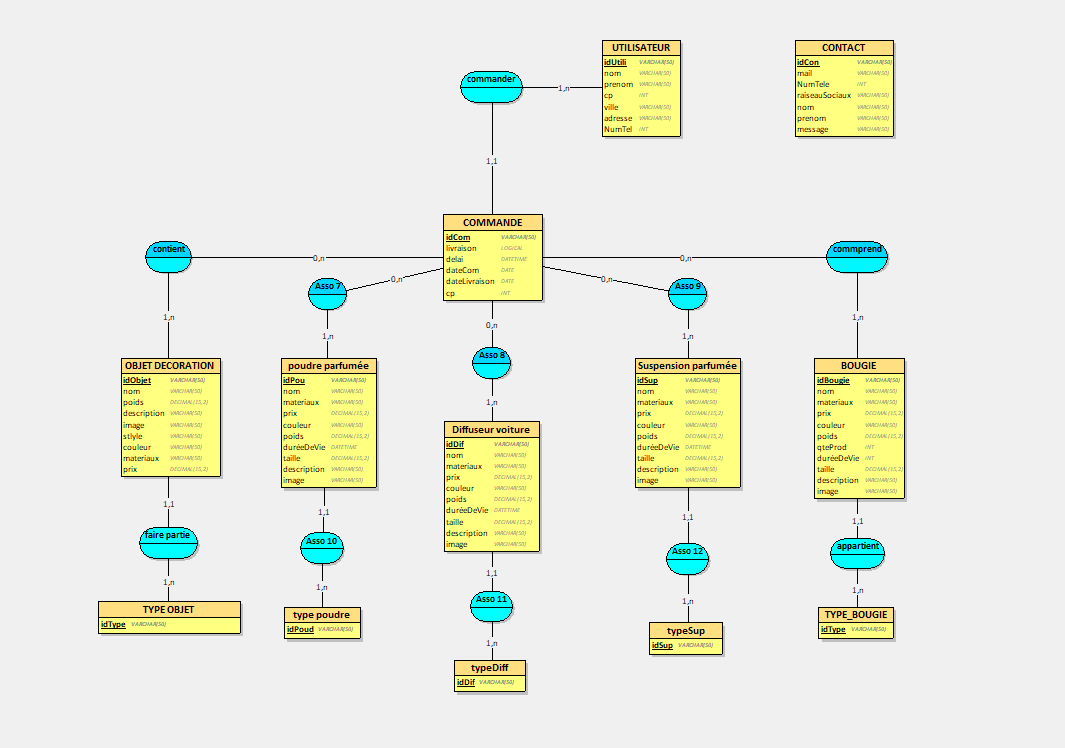 UTILISATEUR
idUtili VARCHAR(50)
nom VARCHAR(50)
prenom VARCHAR(50)
cp INT
ville VARCHAR(50)
adresse VARCHAR(50)
NumTel INT
CONTACT
idCon VARCHAR(50)
mail VARCHAR(50)
NumTele INT
raiseauSociaux VARCHAR(50)
nom VARCHAR(50)
prenom VARCHAR(50)
message VARCHAR(50)
commander
1,n
1,1
COMMANDE
idCom VARCHAR(50)
livraison LOGICAL
delai DATETIME
dateCom DATE
dateLivraison DATE
cp INT
contient
0,n
commprend
0,n
Asso 7
0,n
Asso 9
0,n
1,n
1,n
0,n
1,n
1,n
Asso 8
1,n
OBJET DECORATION
idObjet VARCHAR(50)
nom VARCHAR(50)
poids DECIMAL(15,2)
description VARCHAR(50)
image VARCHAR(50)
stlyle VARCHAR(50)
couleur VARCHAR(50)
materiaux VARCHAR(50)
prix DECIMAL(15,2)
poudre parfumée
idPou VARCHAR(50)
nom VARCHAR(50)
materiaux VARCHAR(50)
prix DECIMAL(15,2)
couleur VARCHAR(50)
poids DECIMAL(15,2)
duréeDeVie DATETIME
taille DECIMAL(15,2)
description VARCHAR(50)
image VARCHAR(50)
Diffuseur voiture
idDif VARCHAR(50)
nom VARCHAR(50)
materiaux VARCHAR(50)
prix DECIMAL(15,2)
couleur VARCHAR(50)
poids DECIMAL(15,2)
duréeDeVie DATETIME
taille DECIMAL(15,2)
description VARCHAR(50)
image VARCHAR(50)
Suspension parfumée
idSup VARCHAR(50)
nom VARCHAR(50)
materiaux VARCHAR(50)
prix DECIMAL(15,2)
couleur VARCHAR(50)
poids DECIMAL(15,2)
duréeDeVie DATETIME
taille DECIMAL(15,2)
description VARCHAR(50)
image VARCHAR(50)
BOUGIE
idBougie VARCHAR(50)
nom VARCHAR(50)
materiaux VARCHAR(50)
prix DECIMAL(15,2)
couleur VARCHAR(50)
poids DECIMAL(15,2)
qteProd INT
duréeDeVie INT
taille DECIMAL(15,2)
description VARCHAR(50)
image VARCHAR(50)
1,1
faire partie
1,n
TYPE OBJET
idType VARCHAR(50)
1,1
Asso 10
1,n
type poudre
idPoud VARCHAR(50)
1,1
Asso 11
1,n
typeDiff
idDif VARCHAR(50)
1,1
Asso 12
1,n
typeSup
idSup VARCHAR(50)
1,1
appartient
1,n
TYPE_BOUGIE
idType VARCHAR(50)